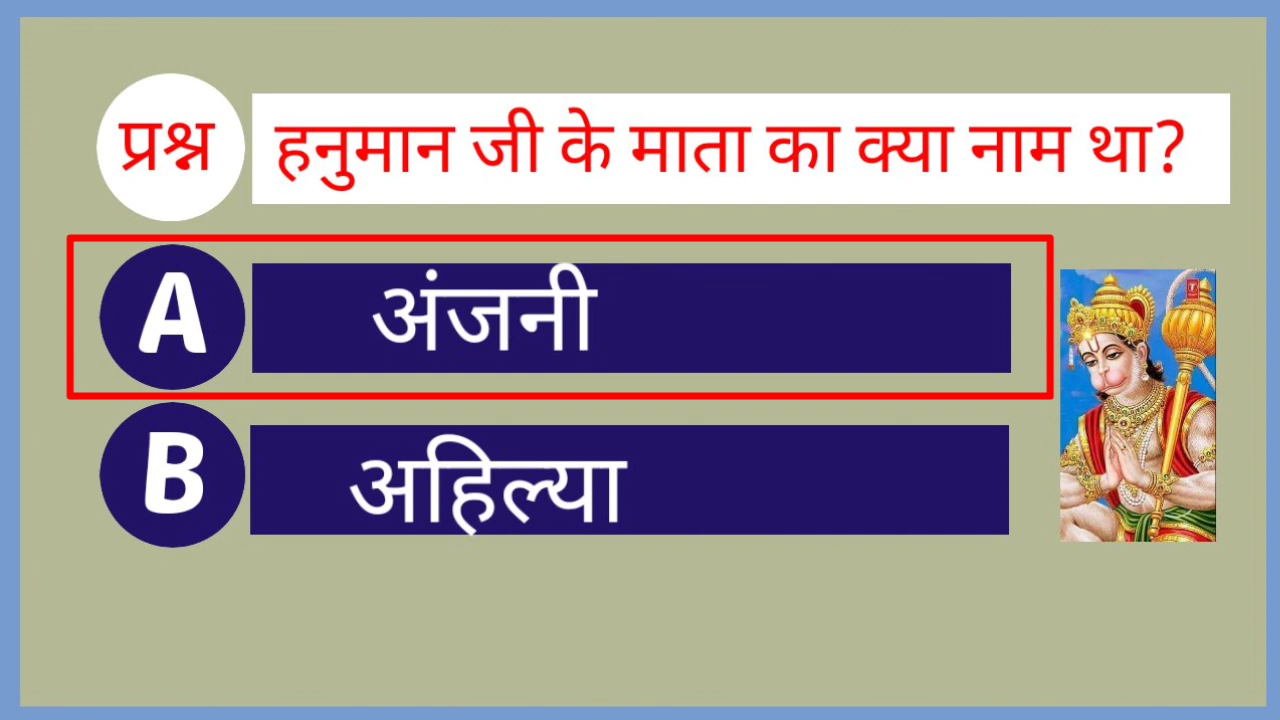 प्रश्न
हनुमान जी के माता का क्या नाम था?
A
अंजनी
B
अहिल्या